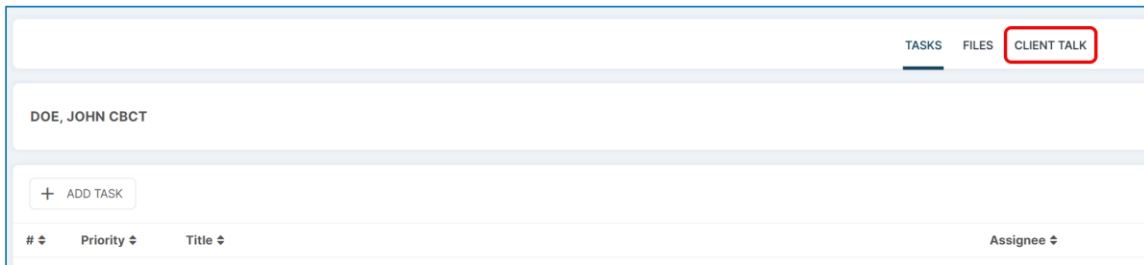 TASKS FILES CLIENT TALK
DOE, JOHN CBCT
+ ADD TASK
# Priority Title Assignee